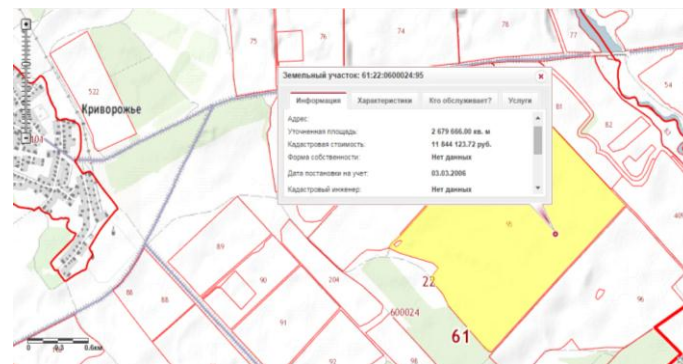 75
76
74
78
77
54
522
Криворожье
Земельный участок: 61:22:0600024:95
Информация Характеристики Кто обслуживает? Услуги
Адрес:
Уточненная площадь: 2 679 666.00 кв. м
Кадастровая стоимость: 11 844 123.72 руб.
Форма собственности: Нет данных
Дата постановки на учет: 03.03.2006
Кадастровый инженер: Нет данных
81
82
95
89
90
204
88
86
91
22
600024
96
61
92
98
0 0.3 0.6км